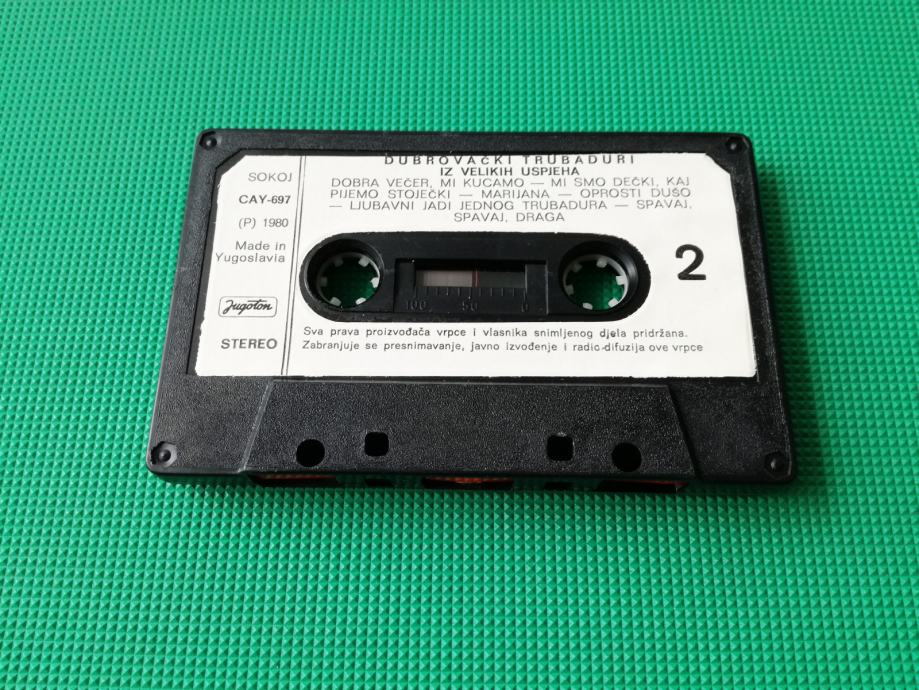 DUBROVAČKI TRUBADURI
IZ VELIKIH USPJEHA
DOBRA VEČER, MI KUCAMO — MI SMO DEČKI, KAJ
PIJEMO STOJEČKI — MARIJANA — OPROSTI DUŠO
— LJUBAVNI JADI JEDNOG TRUBADURA — SPAVAJ,
SPAVAJ, DRAGA
SOKOJ
CAY-697
(P) 1980
Made in
Yugoslavia
Jugoton
STEREO
2
100 50 0
Sva prava proizvođača vrpce i vlasnika snimljenog djela pridržana.
Zabranjuje se presnimavanje, javno izvođenje i radio-difuzija ove vrpce